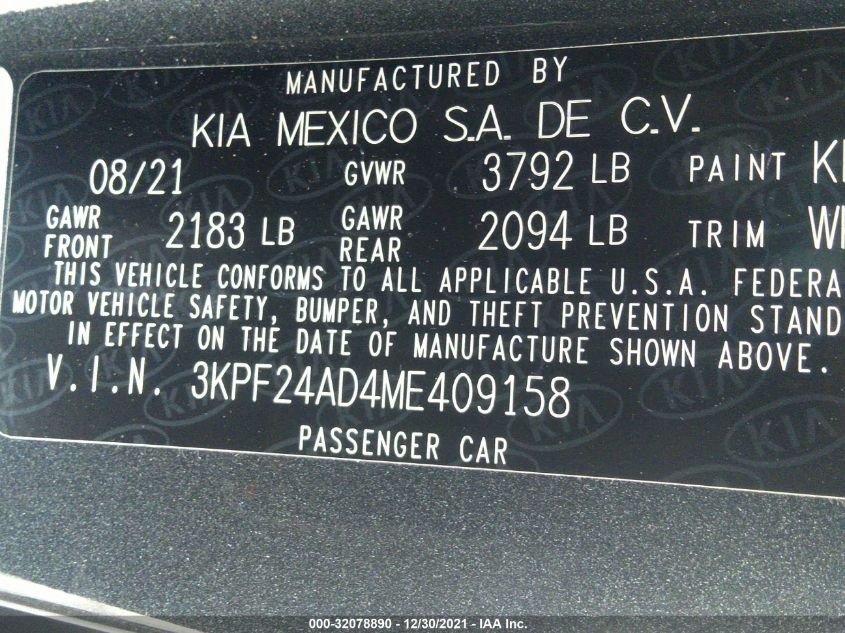 MANUFACTURED BY
KIA MEXICO S.A. DE C.V.
08/21 GVWR 3792 LB PAINT
GAWR FRONT 2183 LB GAWR REAR 2094 LB TRIM
THIS VEHICLE CONFORMS TO ALL APPLICABLE U.S.A. FEDERA
MOTOR VEHICLE SAFETY, BUMPER, AND THEFT PREVENTION STAND
IN EFFECT ON THE DATE OF MANUFACTURE SHOWN ABOVE.
V.I.N. 3KPF24AD4ME409158
PASSENGER CAR
000-32078890 - 12/30/2021 - IAA Inc.